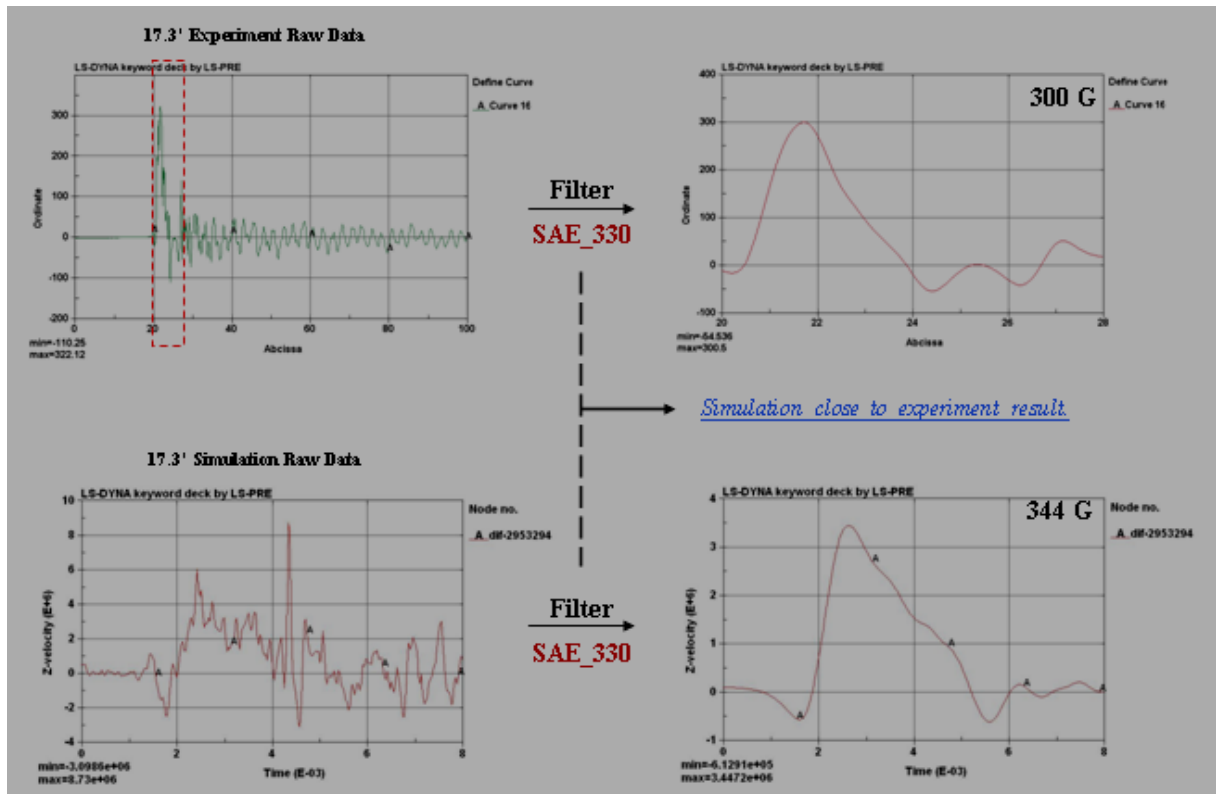 17.3' Experiment Raw Data
LS-DYNA keyword deck by LS-PRE
Define Curve
A Curve 16
300
200
100
0
-100
-200
Ordinate
A
A
A
A
A
0
20
40
60
80
100
min=-110.25
max=322.12
Abcissa
Filter
SAE_330
LS-DYNA keyword deck by LS-PRE
300 G
Define Curve
A Curve 16
400
300
200
100
0
-100
Ordinate
20
22
24
26
28
min=-54.536
max=300.5
Abcissa
Simulation close to experiment result.
17.3' Simulation Raw Data
LS-DYNA keyword deck by LS-PRE
Node no.
A dif-2953294
10
8
6
4
2
0
-2
-4
Z-velocity (E+6)
A
A
A
A
A
0
2
4
6
8
min=-3.0986e+06
max=8.73e+06
Time (E-03)
Filter
SAE_330
LS-DYNA keyword deck by LS-PRE
344 G
Node no.
A dif-2953294
4
3
2
1
0
-1
Z-velocity (E+6)
A
A
A
A
A
0
2
4
6
8
min=-6.1291e+05
max=3.4472e+06
Time (E-03)